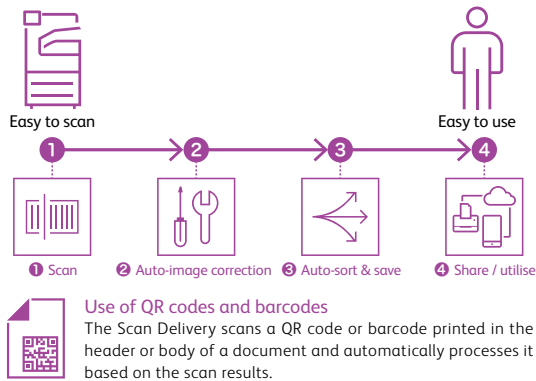 Easy to scan
Easy to use
1
2
3
4
❶ Scan
❷ Auto-image correction
❸ Auto-sort & save
❹ Share / utilise
Use of QR codes and barcodes
The Scan Delivery scans a QR code or barcode printed in the
header or body of a document and automatically processes it
based on the scan results.